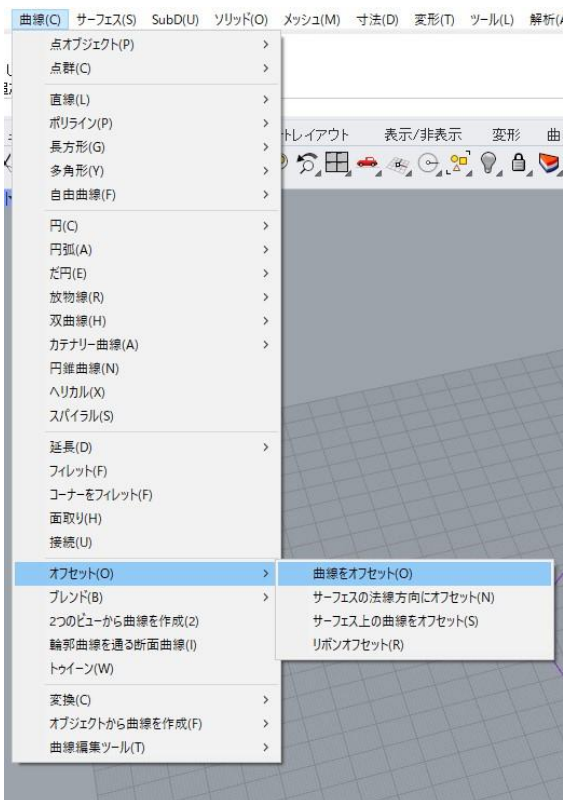 曲線(C) サーフェス(S) SubD(U) ソリッド(O) メッシュ(M) 寸法(D) 変形(T) ツール(L) 解析(A
点オブジェクト(P)
点群(C)
直線(L)
ポリライン(P)
長方形(G)
多角形(Y)
自由曲線(F)
トレイアウト 表示/非表示 変形 曲
円(C)
円弧(A)
だ円(E)
放物線(R)
双曲線(H)
カテナリー曲線(A)
円錐曲線(N)
ヘリカル(X)
スパイラル(S)
延長(D)
フィレット(F)
コーナーをフィレット(F)
面取り(H)
接続(U)
オフセット(O)
ブレンド(B)
2つのビューから曲線を作成(2)
輪郭曲線を通る断面曲線(I)
トゥイーン(W)
変換(C)
オブジェクトから曲線を作成(F)
曲線編集ツール(T)
曲線をオフセット(O)
サーフェスの法線方向にオフセット(N)
サーフェス上の曲線をオフセット(S)
リボンオフセット(R)